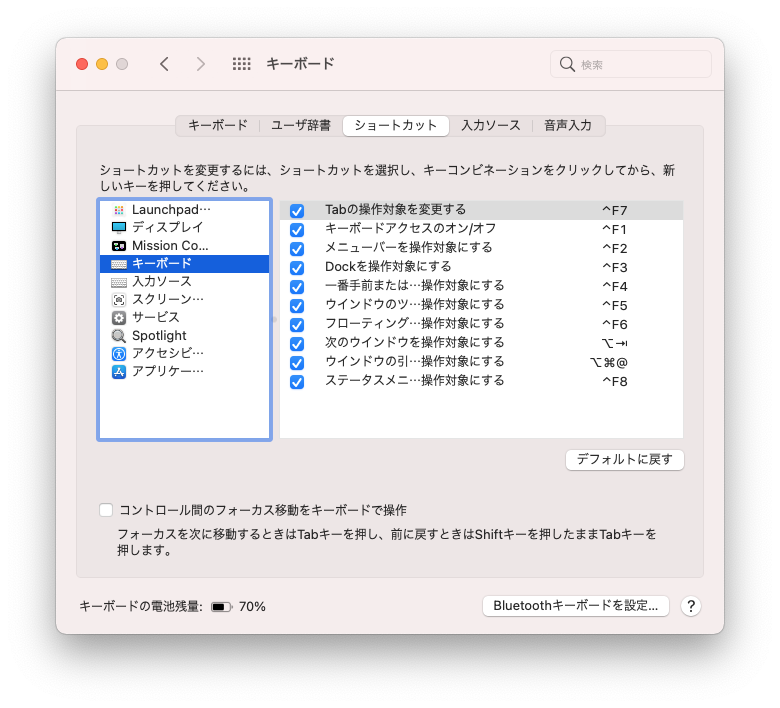 キーボード
検索
キーボード ユーザ辞書 ショートカット 入力ソース 音声入力
ショートカットを変更するには、ショートカットを選択し、キーコンビネーションをクリックしてから、新
しいキーを押してください。
Launchpad…
ディスプレイ
Mission Co...
キーボード
入力ソース
スクリーン…
サービス
Spotlight
アクセシビ…
アプリケー…
Tabの操作対象を変更する ^F7
キーボードアクセスのオン/オフ ^F1
メニューバーを操作対象にする ^F2
Dockを操作対象にする ^F3
一番手前または…操作対象にする ^F4
ウインドウのツ…操作対象にする ^F5
フローティング…操作対象にする ^F6
次のウインドウを操作対象にする ⌥⇥
ウインドウの引…操作対象にする ⌥⌘@
ステータスメニ…操作対象にする ^F8
デフォルトに戻す
コントロール間のフォーカス移動をキーボードで操作
フォーカスを次に移動するときはTabキーを押し、前に戻すときはShiftキーを押したままTabキーを
押します。
キーボードの電池残量: 70% Bluetoothキーボードを設定... ?